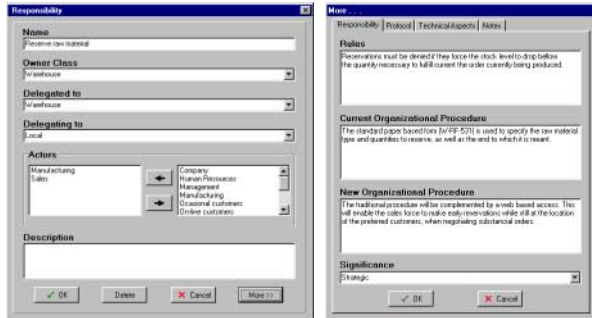 Responsibility
Name
Reserve raw material
Owner Class
Warehouse
Delegated to
Warehouse
Delegating to
Local
Actors
Manufacturing
Sales
Company
Human Resources
Management
Manufacturing
Ocasional customers
On-line customers
Description
OK
Delete
Cancel
More >>
More . . .
Responsibility
Protocol
Technical Aspects
Notes
Rules
Reservations must be denied if they force the stock level to drop bellow
the quantity necessary to fulfill current the order currently being produced.
Current Organizational Procedure
The standard paper based form (W-RF-531) is used to specify the raw material
type and quantities to reserve, as well as the end to which it is meant.
New Organizational Procedure
The traditional procedure will be complemented by a web based access. This
will enable the sales force to make early reservations while still at the location
of the preferred customers, when negotiating substancial orders.
Significance
Strategic
OK
Cancel